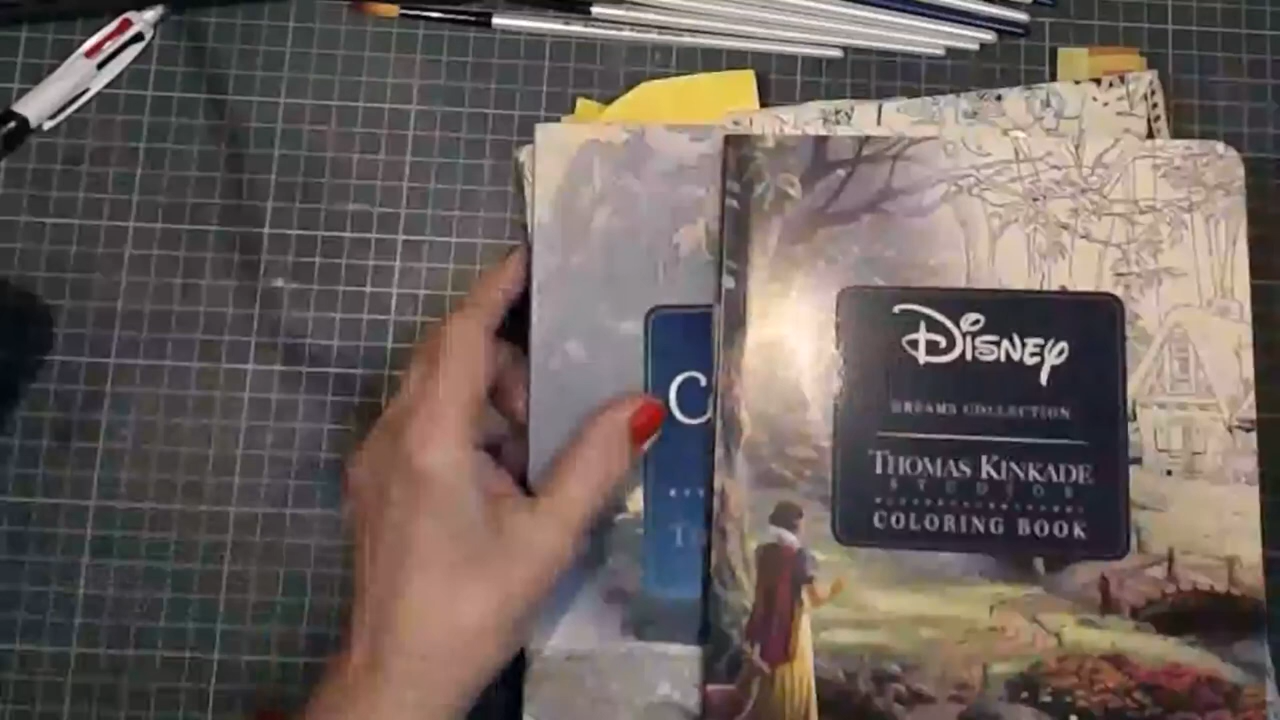 DISNEY
DREAMS COLLECTION
THOMAS KINKADE
STUDIOS
COLORING BOOK
C